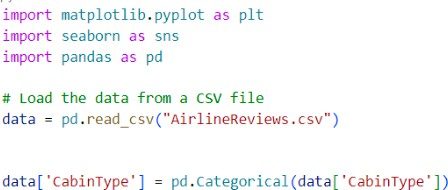 import matplotlib.pyplot as plt
import seaborn as sns
import pandas as pd
# Load the data from a CSV file
data = pd.read_csv("AirlineReviews.csv")
data['CabinType'] = pd.Categorical(data['CabinType'])